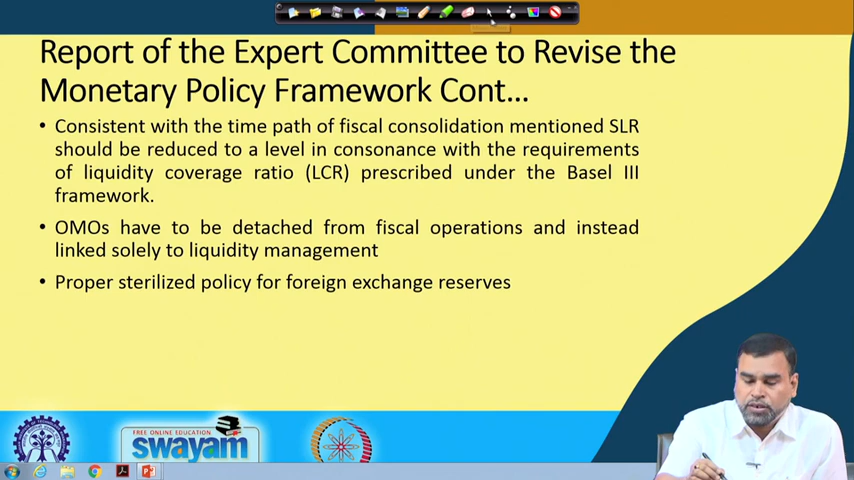 Report of the Expert Committee to Revise the
Monetary Policy Framework Cont...
• Consistent with the time path of fiscal consolidation mentioned SLR
should be reduced to a level in consonance with the requirements
of liquidity coverage ratio (LCR) prescribed under the Basel III
framework.
• OMOs have to be detached from fiscal operations and instead
linked solely to liquidity management
• Proper sterilized policy for foreign exchange reserves
FREE ONLINE EDUCATION
swayam